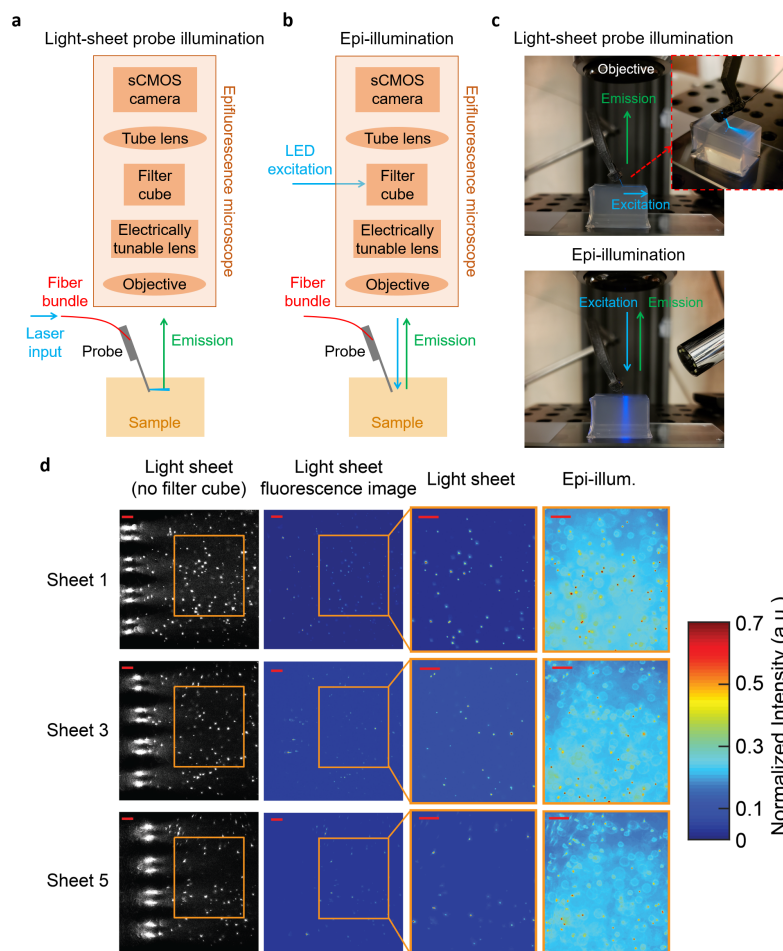 a
Light-sheet probe illumination
sCMOS
camera
Tube lens
Filter
cube
Electrically
tunable lens
Objective
Epifluorescence microscope
Fiber
bundle
Laser
input
Probe
Emission
Sample
b
Epi-illumination
sCMOS
camera
Tube lens
LED
excitation
Filter
cube
Electrically
tunable lens
Objective
Epifluorescence microscope
Fiber
bundle
Probe
Emission
Sample
c
Light-sheet probe illumination
Objective
Emission
Excitation
Epi-illumination
Excitation
Emission
d
Light sheet
(no filter cube)
Light sheet
fluorescence image
Light sheet
Epi-illum.
Sheet 1
Sheet 3
Sheet 5
0.7
0.5
0.3
0.1
0
Normalized Intensity (a.u.)